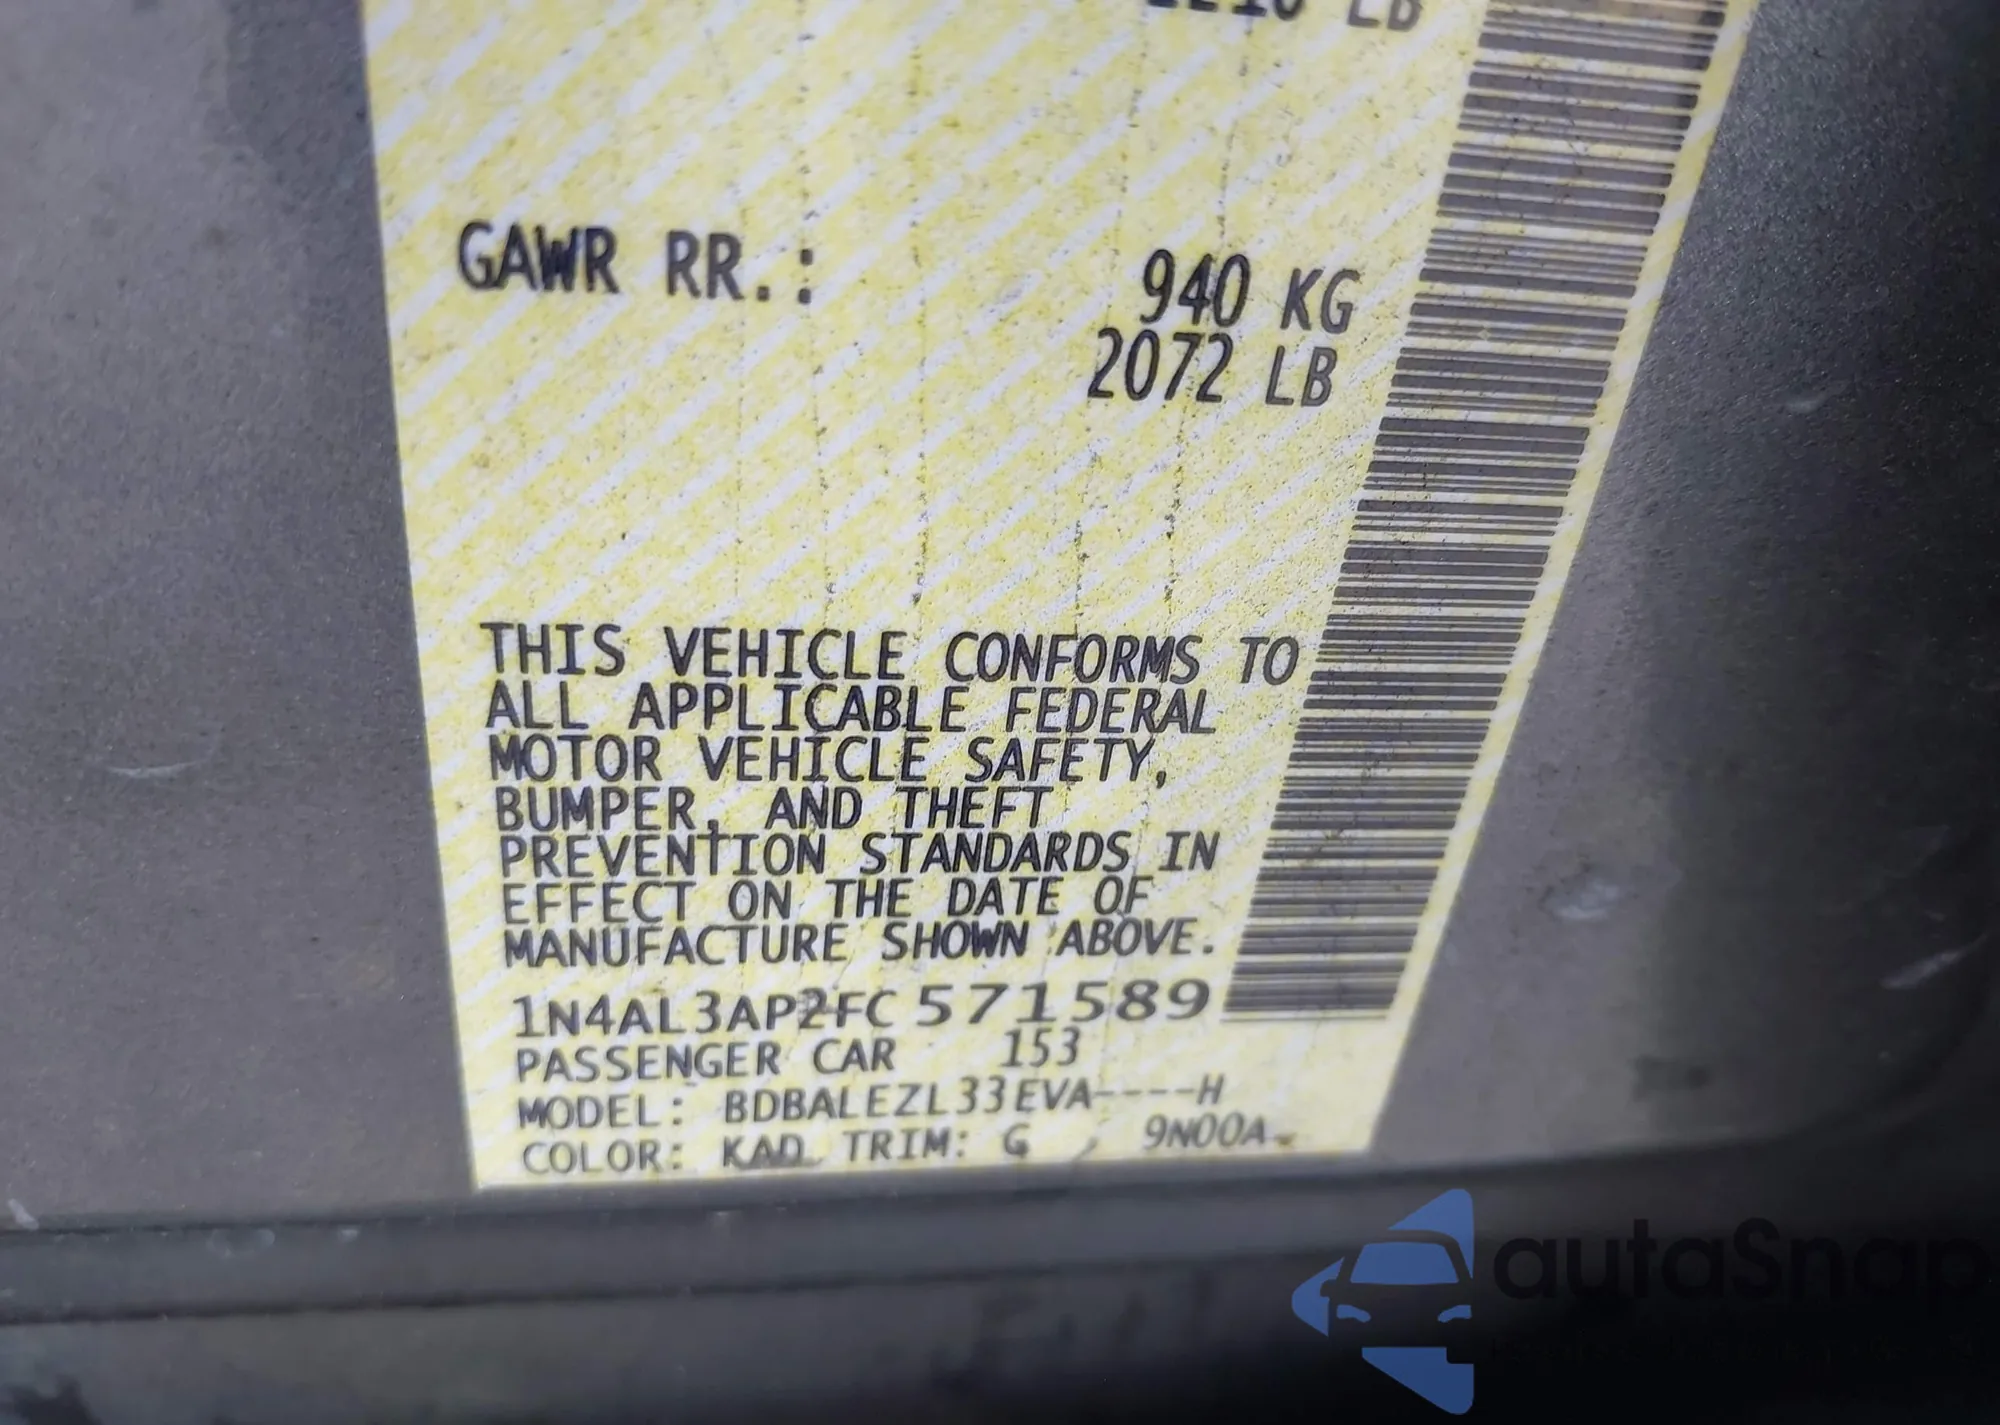 LB
GAWR RR.: 940 KG
2072 LB
THIS VEHICLE CONFORMS TO
ALL APPLICABLE FEDERAL
MOTOR VEHICLE SAFETY,
BUMPER, AND THEFT
PREVENTION STANDARDS IN
EFFECT ON THE DATE OF
MANUFACTURE SHOWN ABOVE.
1N4AL3AP2FC571589
PASSENGER CAR 153
MODEL: BDBALEZL33EVA----H
COLOR: KAD TRIM: G , 9N00A
autoSnap